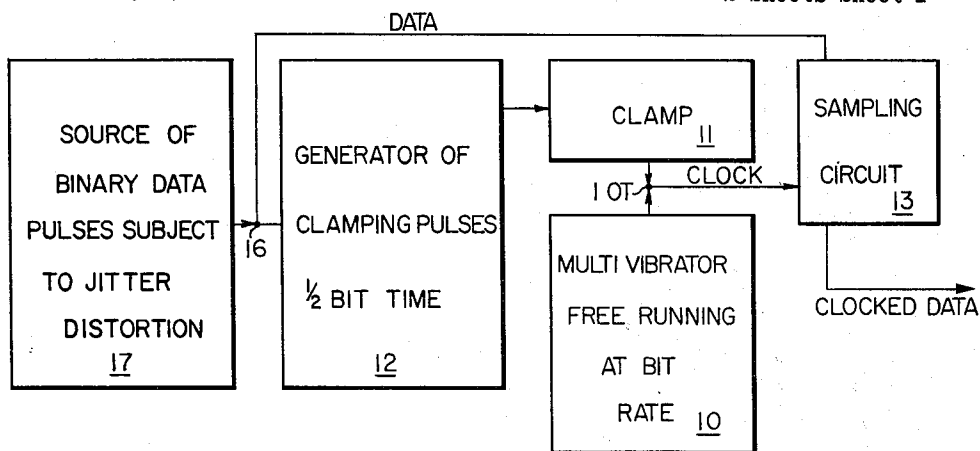 DATA
SOURCE OF
BINARY DATA
PULSES SUBJECT
TO JITTER
DISTORTION
17
16
GENERATOR OF
CLAMPING PULSES
½ BIT TIME
12
CLAMP
11
1 OT
CLOCK
MULTI VIBRATOR
FREE RUNNING
AT BIT
RATE
10
SAMPLING
CIRCUIT
13
CLOCKED DATA